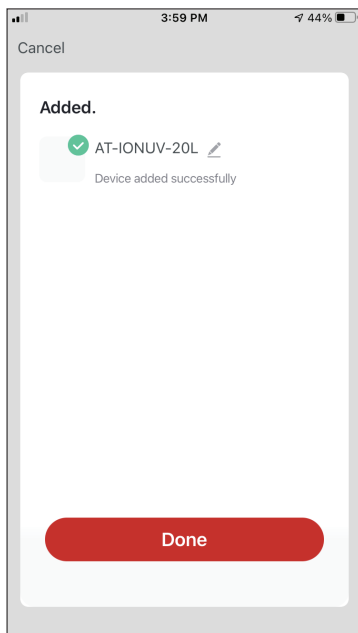 3:59 PM
44%
Cancel
Added.
AT-IONUV-20L
Device added successfully
Done